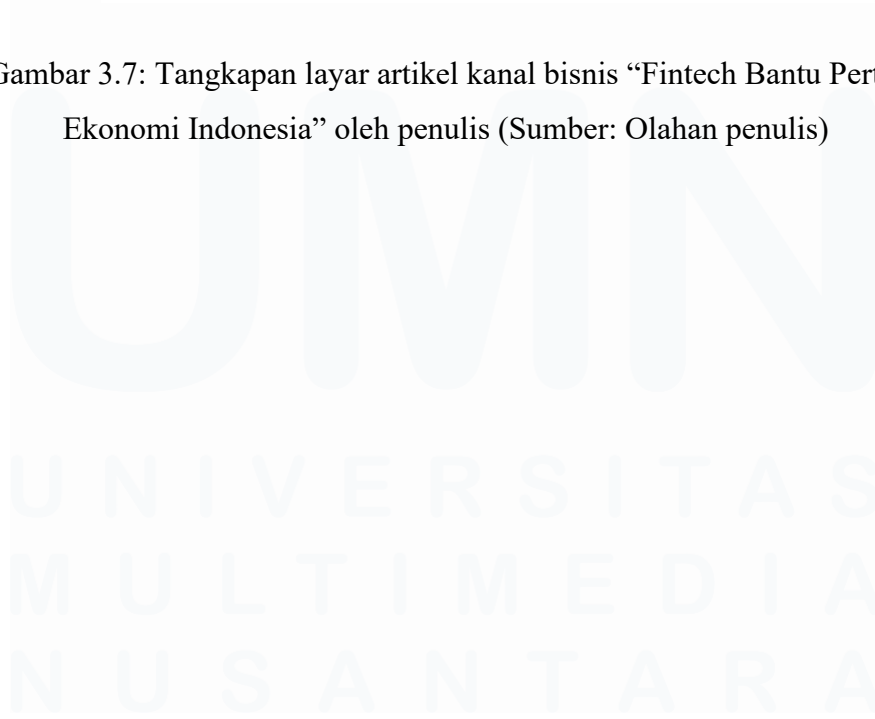 Gambar 3.7: Tangkapan layar artikel kanal bisnis “Fintech Bantu Pert
Ekonomi Indonesia” oleh penulis (Sumber: Olahan penulis)
UMN
UNIVERSITAS
MULTIMEDIA
NUSANTARA